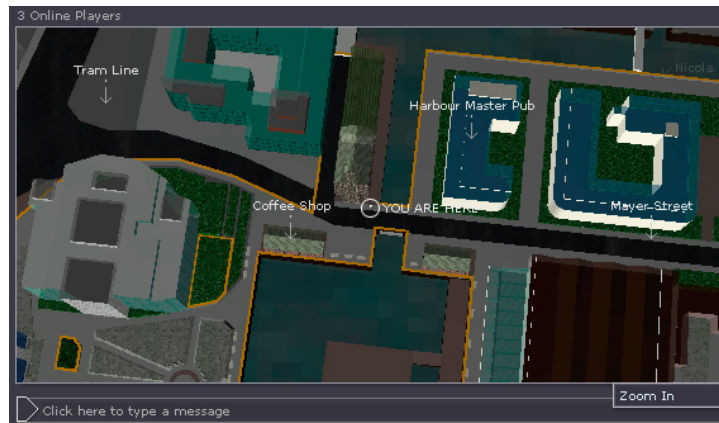 3 Online Players
Tram Line
Nicola
Harbour Master Pub
Coffee Shop
YOU ARE HERE
Mayer Street
Zoom In
Click here to type a message